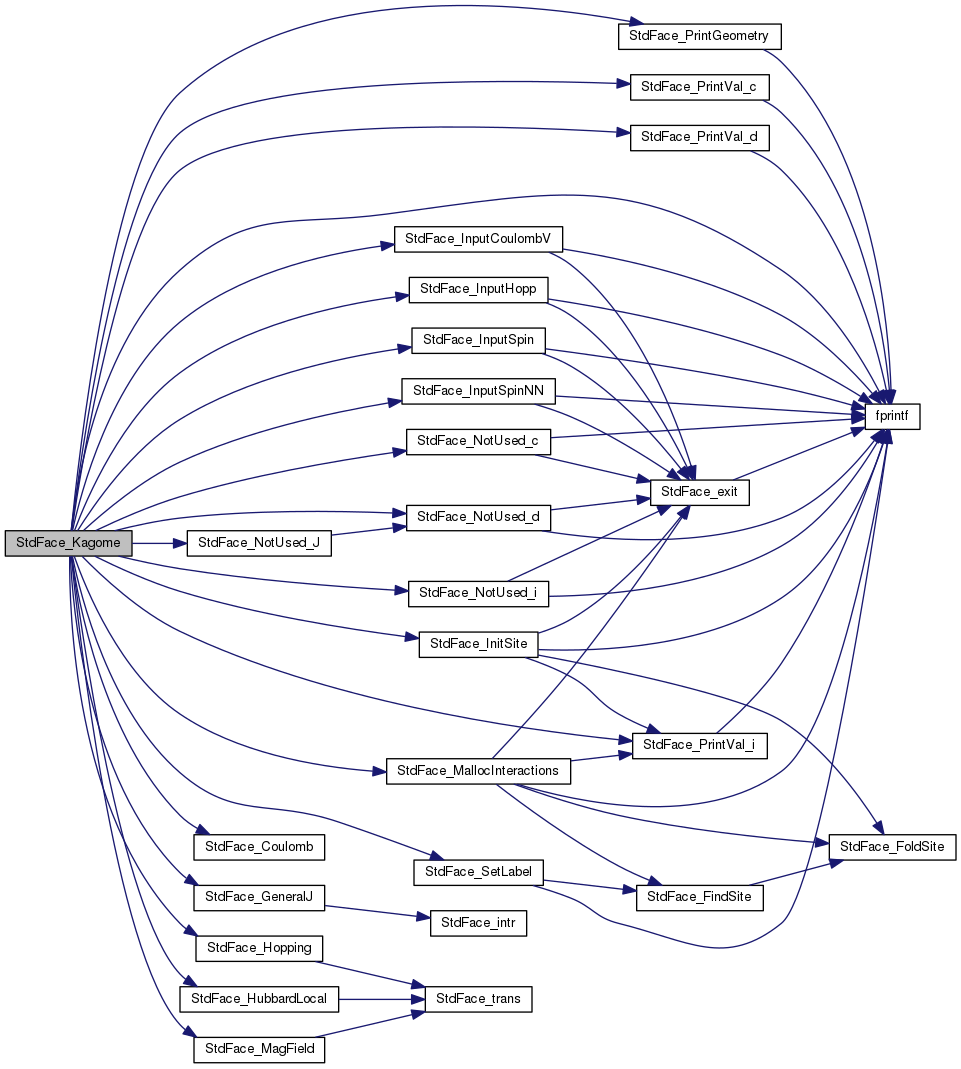 StdFace_PrintGeometry
StdFace_PrintVal_c
StdFace_PrintVal_d
StdFace_InputCoulombV
StdFace_InputHopp
StdFace_InputSpin
StdFace_InputSpinNN
fprintf
StdFace_NotUsed_c
StdFace_exit
StdFace_NotUsed_d
StdFace_Kagome
StdFace_NotUsed_J
StdFace_NotUsed_i
StdFace_InitSite
StdFace_PrintVal_i
StdFace_MallocInteractions
StdFace_Coulomb
StdFace_FoldSite
StdFace_SetLabel
StdFace_GeneralJ
StdFace_FindSite
StdFace_intr
StdFace_Hopping
StdFace_HubbardLocal
StdFace_trans
StdFace_MagField